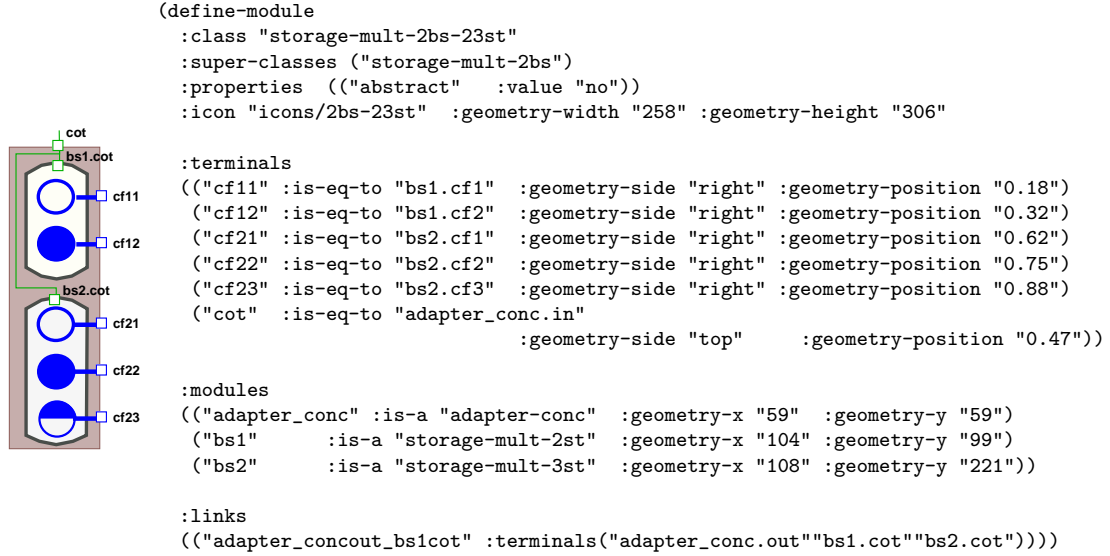 cot
bs1.cot
cf11
cf12
bs2.cot
cf21
cf22
cf23
(define-module
:class "storage-mult-2bs-23st"
:super-classes ("storage-mult-2bs")
:properties (("abstract" :value "no"))
:icon "icons/2bs-23st" :geometry-width "258" :geometry-height "306"
:terminals
(("cf11" :is-eq-to "bs1.cf1" :geometry-side "right" :geometry-position "0.18")
("cf12" :is-eq-to "bs1.cf2" :geometry-side "right" :geometry-position "0.32")
("cf21" :is-eq-to "bs2.cf1" :geometry-side "right" :geometry-position "0.62")
("cf22" :is-eq-to "bs2.cf2" :geometry-side "right" :geometry-position "0.75")
("cf23" :is-eq-to "bs2.cf3" :geometry-side "right" :geometry-position "0.88")
("cot" :is-eq-to "adapter_conc.in"
:geometry-side "top" :geometry-position "0.47"))
:modules
(("adapter_conc" :is-a "adapter-conc" :geometry-x "59" :geometry-y "59")
("bs1" :is-a "storage-mult-2st" :geometry-x "104" :geometry-y "99")
("bs2" :is-a "storage-mult-3st" :geometry-x "108" :geometry-y "221"))
:links
(("adapter_concout_bs1cot" :terminals("adapter_conc.out""bs1.cot""bs2.cot"))))